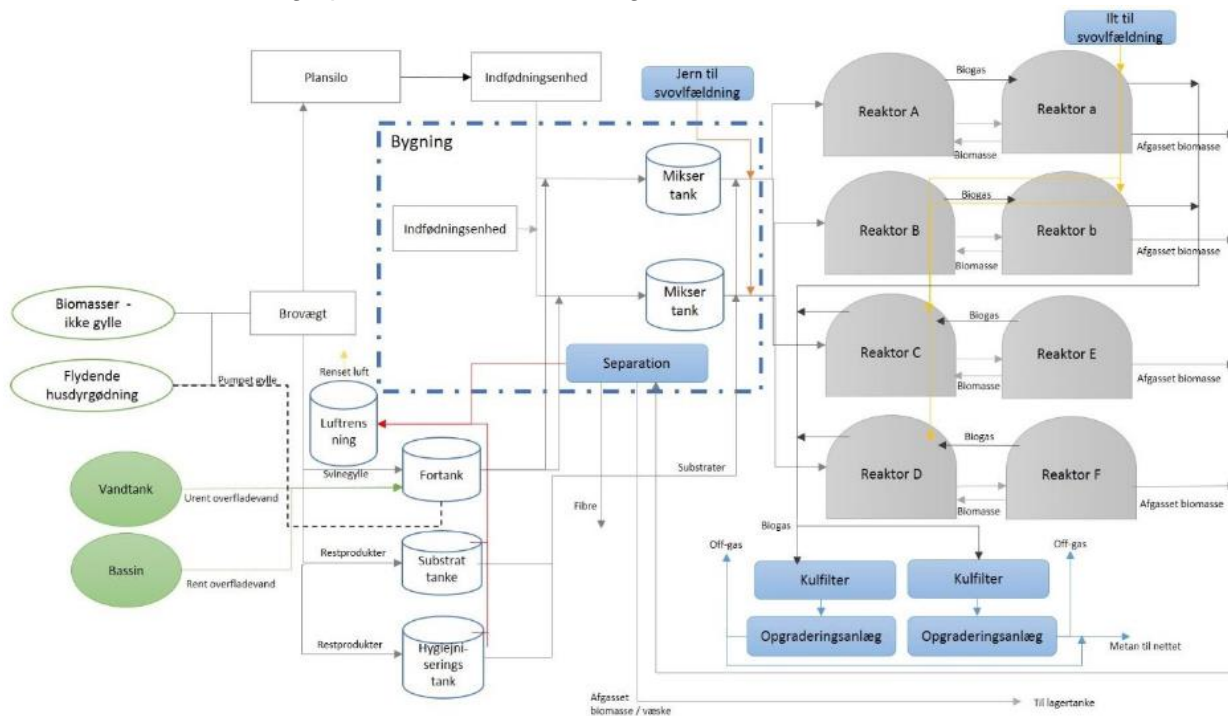 Ilt til
svovlfældning
Plansilo
Indfødningsenhed
Jern til
svovlfældning
Biogas
Reaktor A
Reaktor a
Biomasse
Afgasset biomasse
Bygning
Mikser
tank
Indfødningsenhed
Biogas
Reaktor B
Reaktor b
Biomasse
Afgasset biomasse
Biomasser -
ikke gylle
Brovægt
Mikser
tank
Biogas
Reaktor C
Reaktor E
Biomasse
Afgasset biomasse
Flydende
husdyrgødning
Pumpet gylle
Renset luft
Separation
Luftrens
ning
Svinegylle
Fortank
Substrater
Biogas
Reaktor D
Reaktor F
Biomasse
Afgasset biomasse
Vandtank
Urent overfladevand
Fibre
Biogas
Bassin
Rent overfladevand
Restprodukter
Substrat
tanke
Off-gas
Off-gas
Kulfilter
Kulfilter
Opgraderingsanlæg
Opgraderingsanlæg
Metan til nettet
Restprodukter
Hygiejni-
serings
tank
Afgasset
biomasse / væske
Til lagertanke